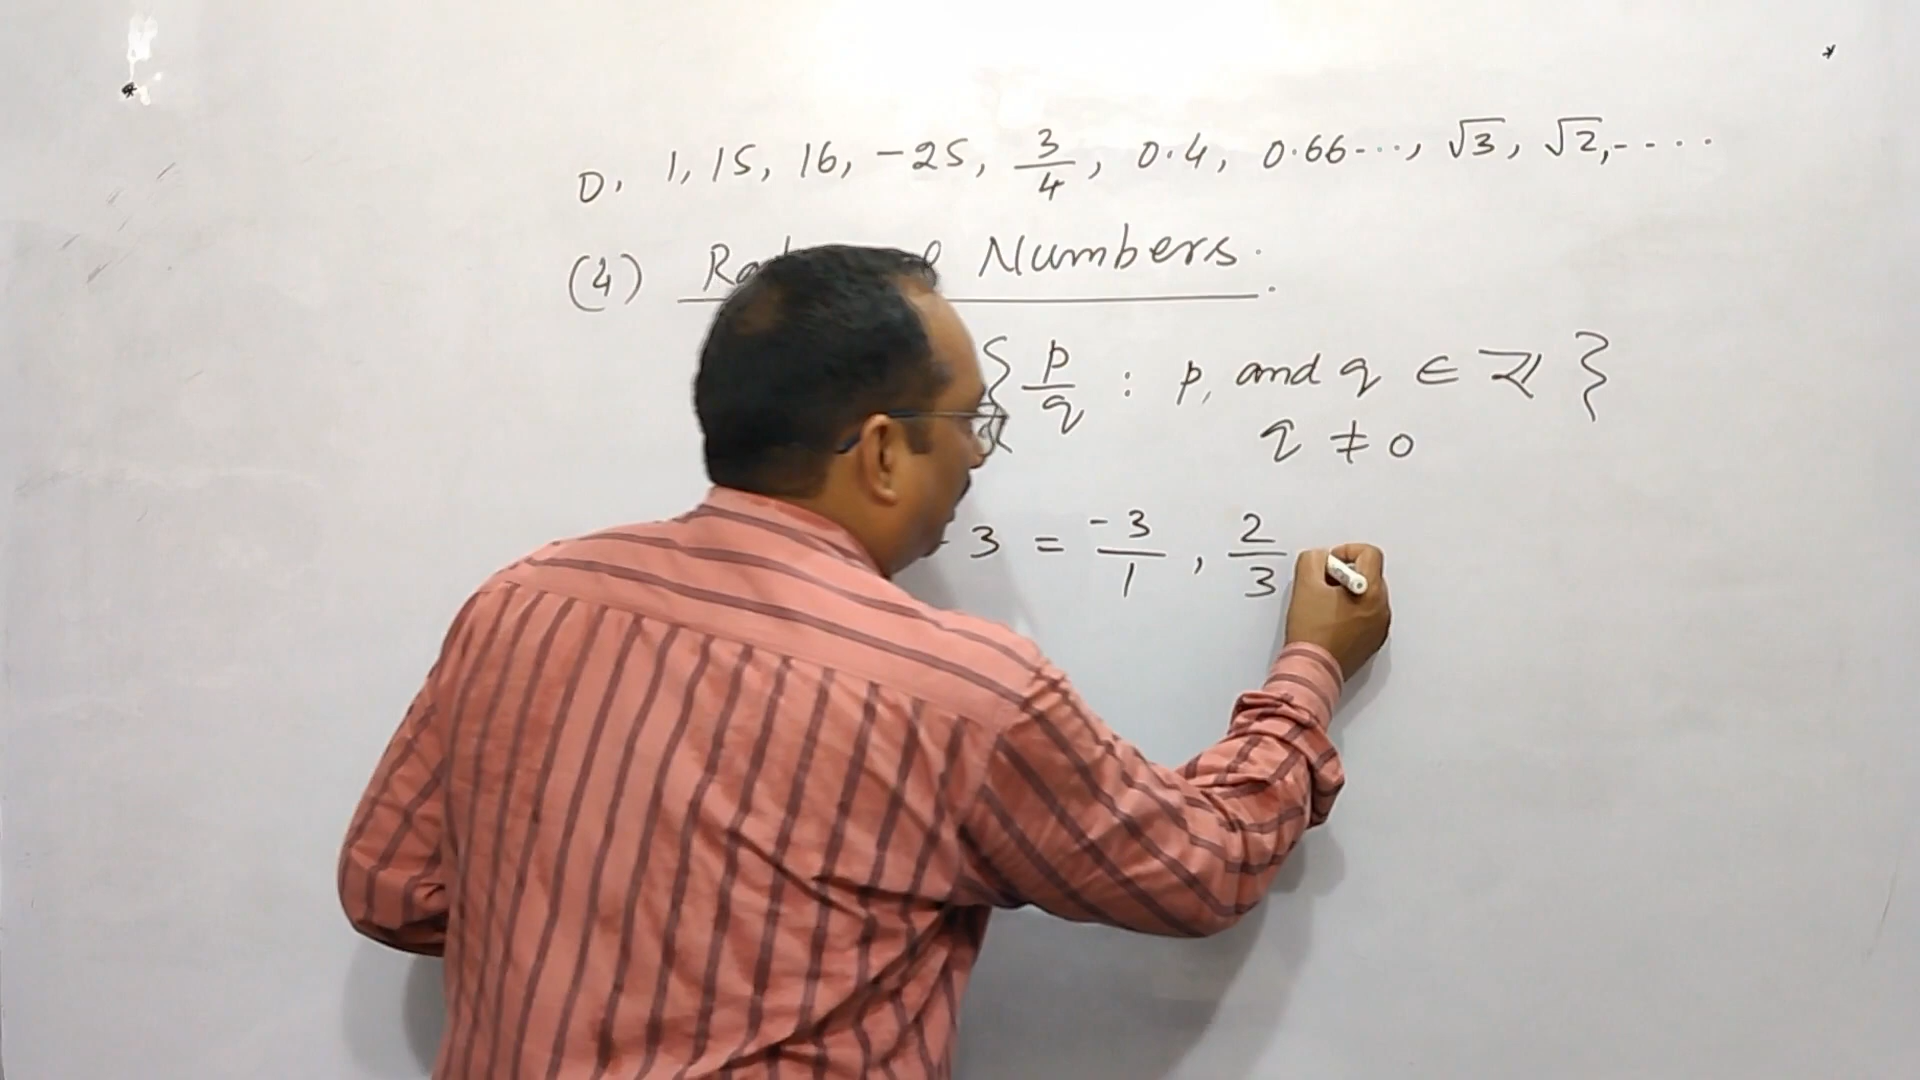 0, 1, 15, 16, -25, 3/4, 0.4, 0.66..., √3, √2, -....
(4) Numbers.
{ p/q : p, and q ∈ Z }
q ≠ 0
- 3 = -3/1 , 2/3